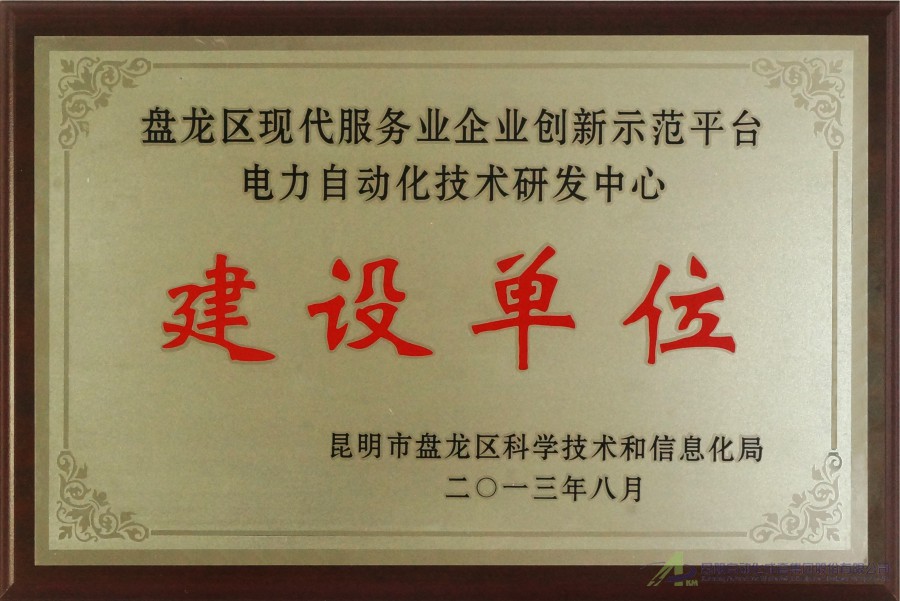 盘龙区现代服务业企业创新示范平台
电力自动化技术研发中心
建设单位
昆明市盘龙区科学技术和信息化局
二〇一三年八月